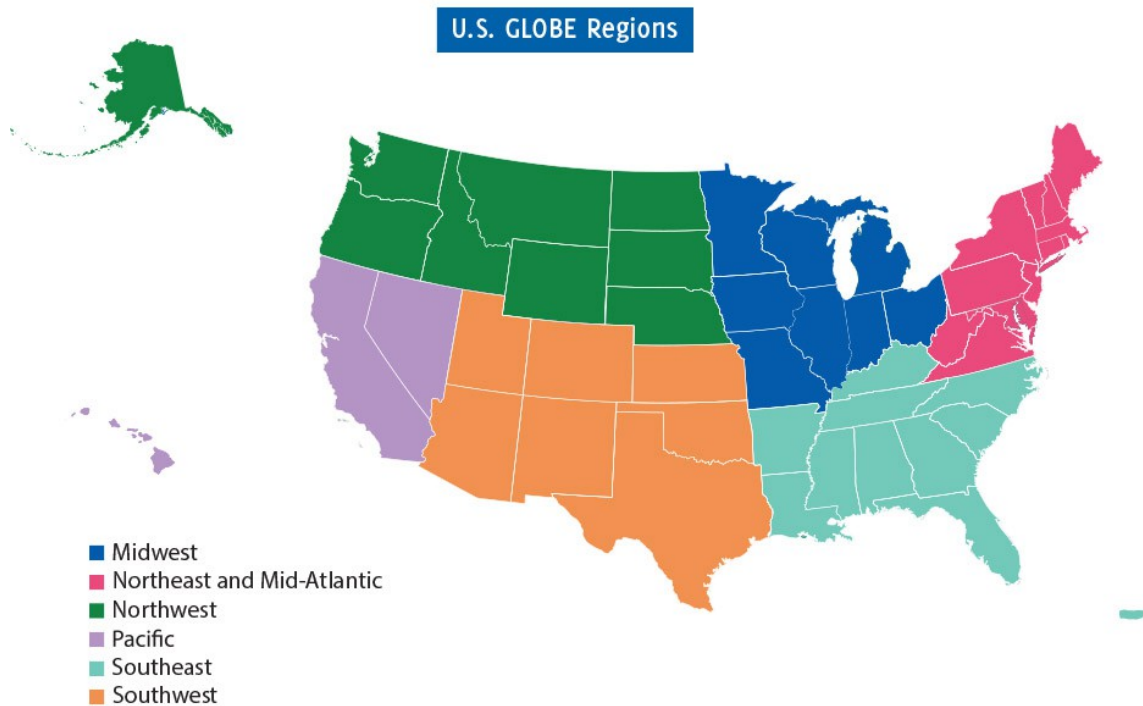 U.S. GLOBE Regions
Midwest
Northeast and Mid-Atlantic
Northwest
Pacific
Southeast
Southwest